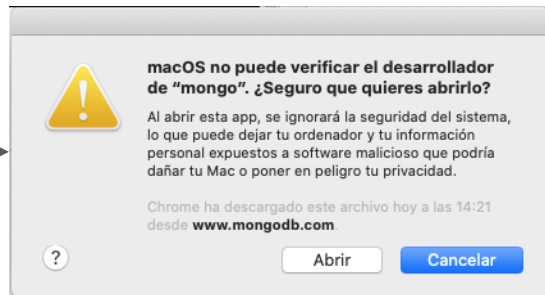 macOS no puede verificar el desarrollador
de “mongo”. ¿Seguro que quieres abrirlo?
Al abrir esta app, se ignorará la seguridad del sistema,
lo que puede dejar tu ordenador y tu información
personal expuestos a software malicioso que podría
dañar tu Mac o poner en peligro tu privacidad.
Chrome ha descargado este archivo hoy a las 14:21
desde www.mongodb.com.
?
Abrir
Cancelar